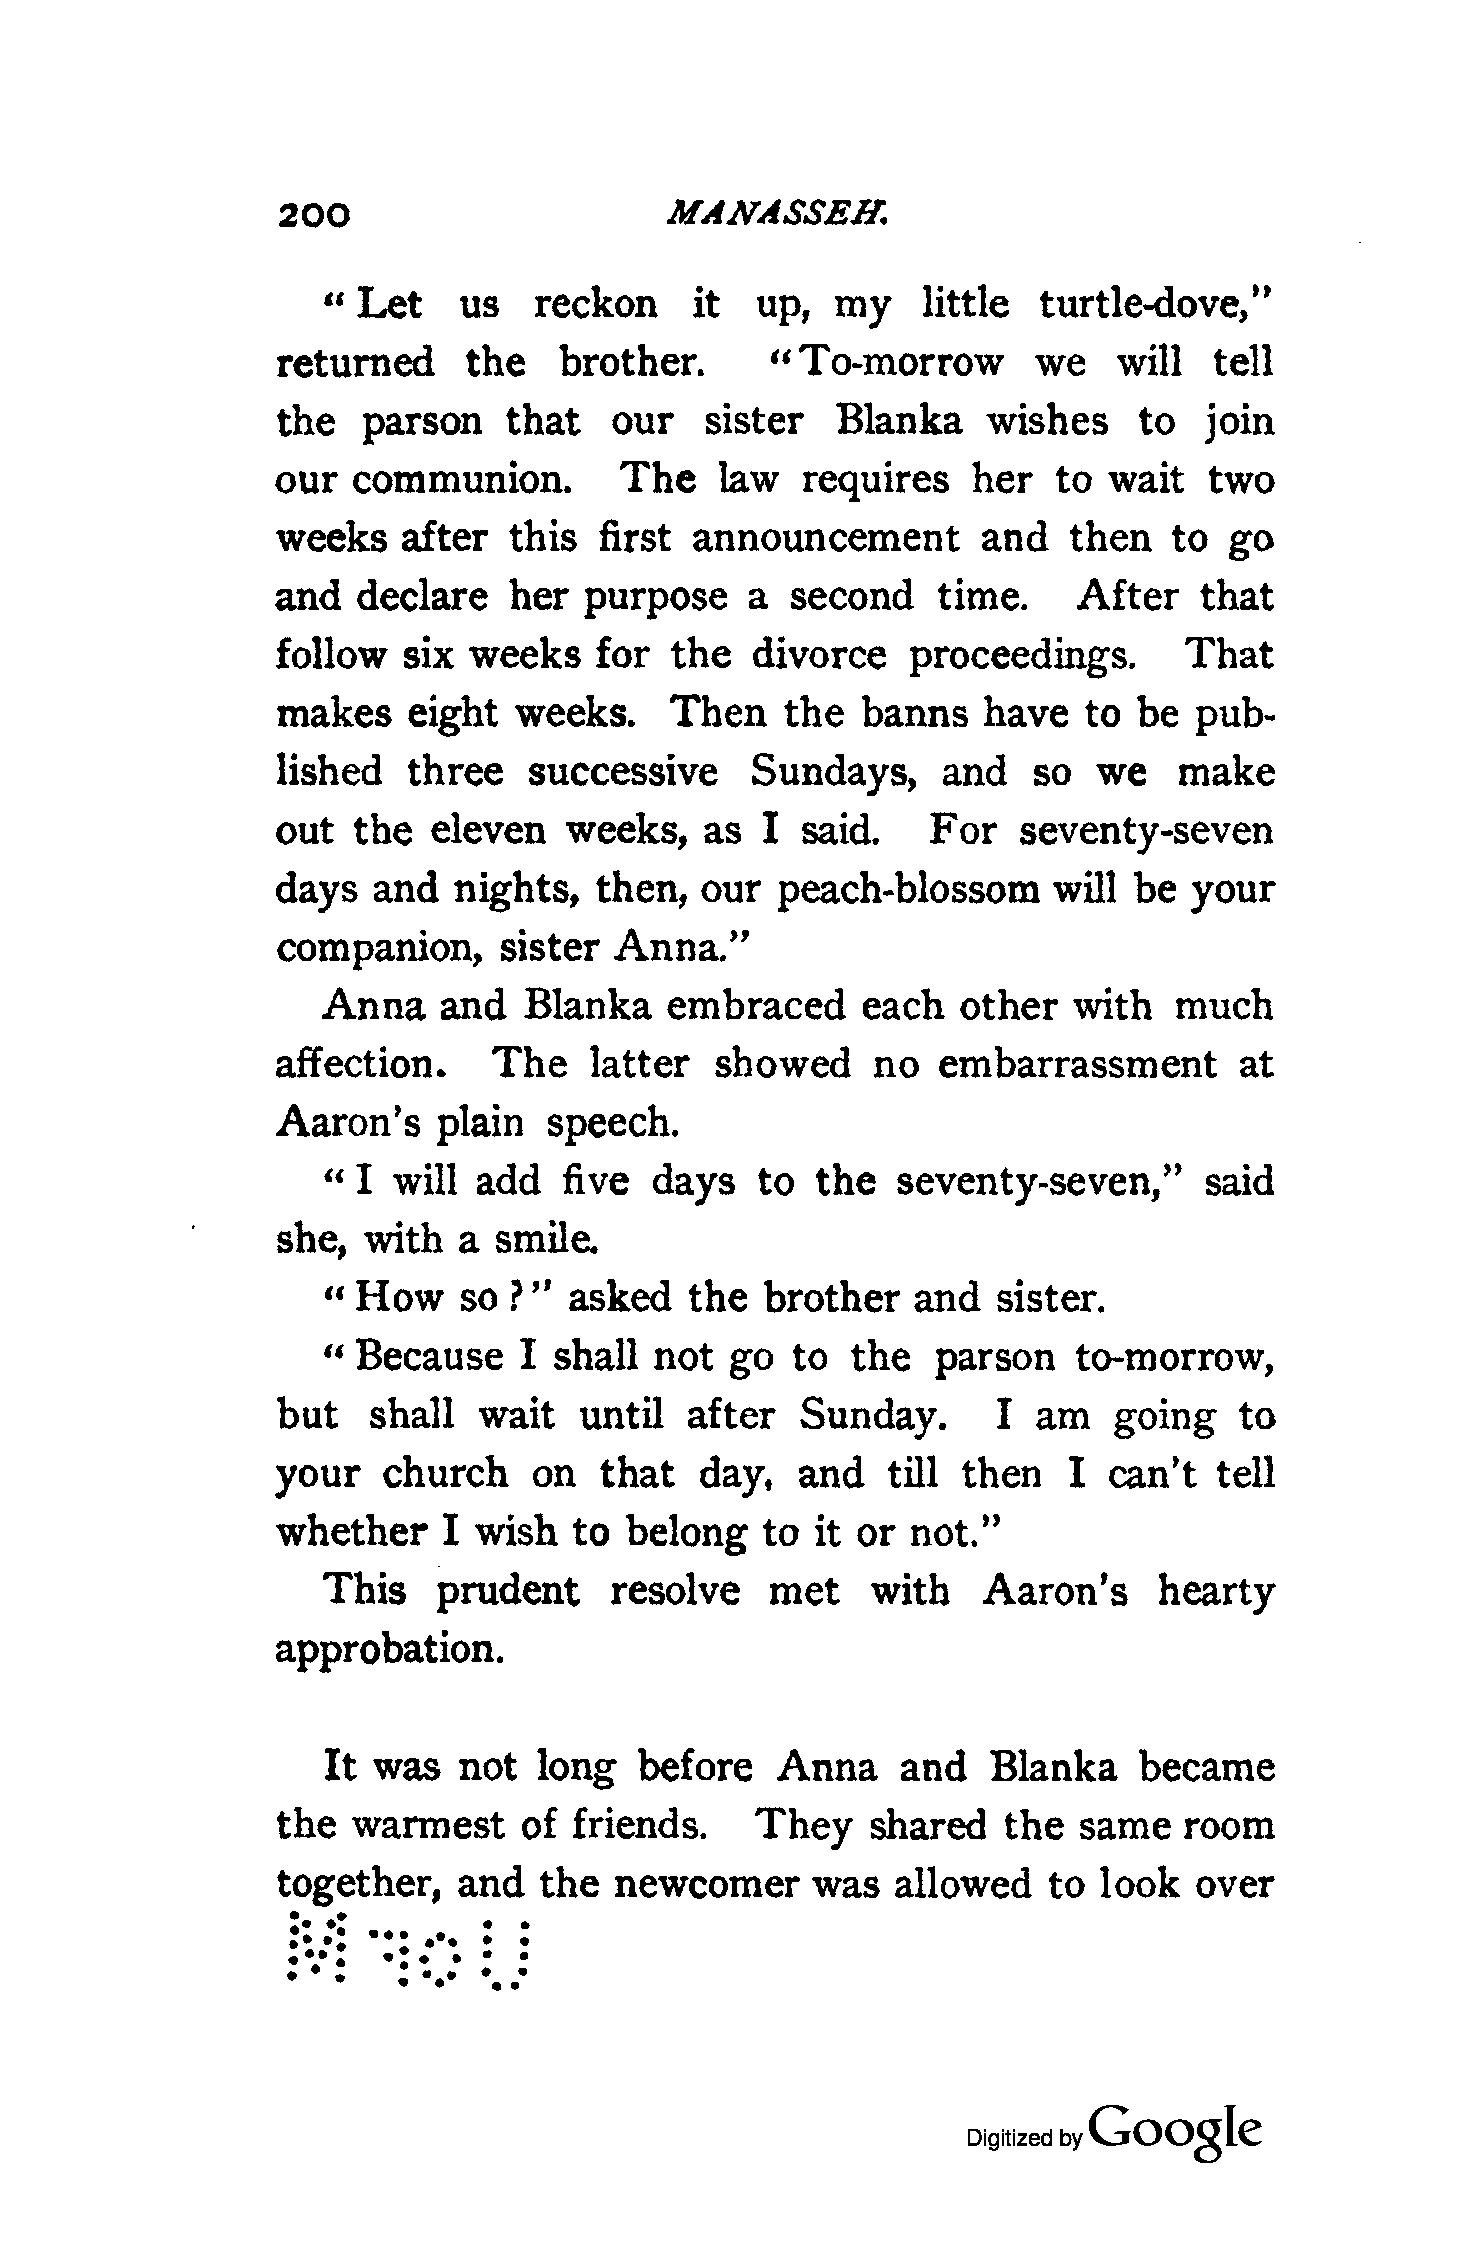 200 MANASSEH.
“ Let us reckon it up, my little turtle-dove,”
returned the brother. “To-morrow we will tell
the parson that our sister Blanka wishes to join
our communion. The law requires her to wait two
weeks after this first announcement and then to go
and declare her purpose a second time. After that
follow six weeks for the divorce proceedings. That
makes eight weeks. Then the banns have to be pub-
lished three successive Sundays, and so we make
out the eleven weeks, as I said. For seventy-seven
days and nights, then, our peach-blossom will be your
companion, sister Anna.”
Anna and Blanka embraced each other with much
affection. The latter showed no embarrassment at
Aaron's plain speech.
“ I will add five days to the seventy-seven,” said
she, with a smile.
“ How so ?” asked the brother and sister.
“ Because I shall not go to the parson to-morrow,
but shall wait until after Sunday. I am going to
your church on that day, and till then I can't tell
whether I wish to belong to it or not.”
This prudent resolve met with Aaron's hearty
approbation.
It was not long before Anna and Blanka became
the warmest of friends. They shared the same room
together, and the newcomer was allowed to look over
Digitized by Google